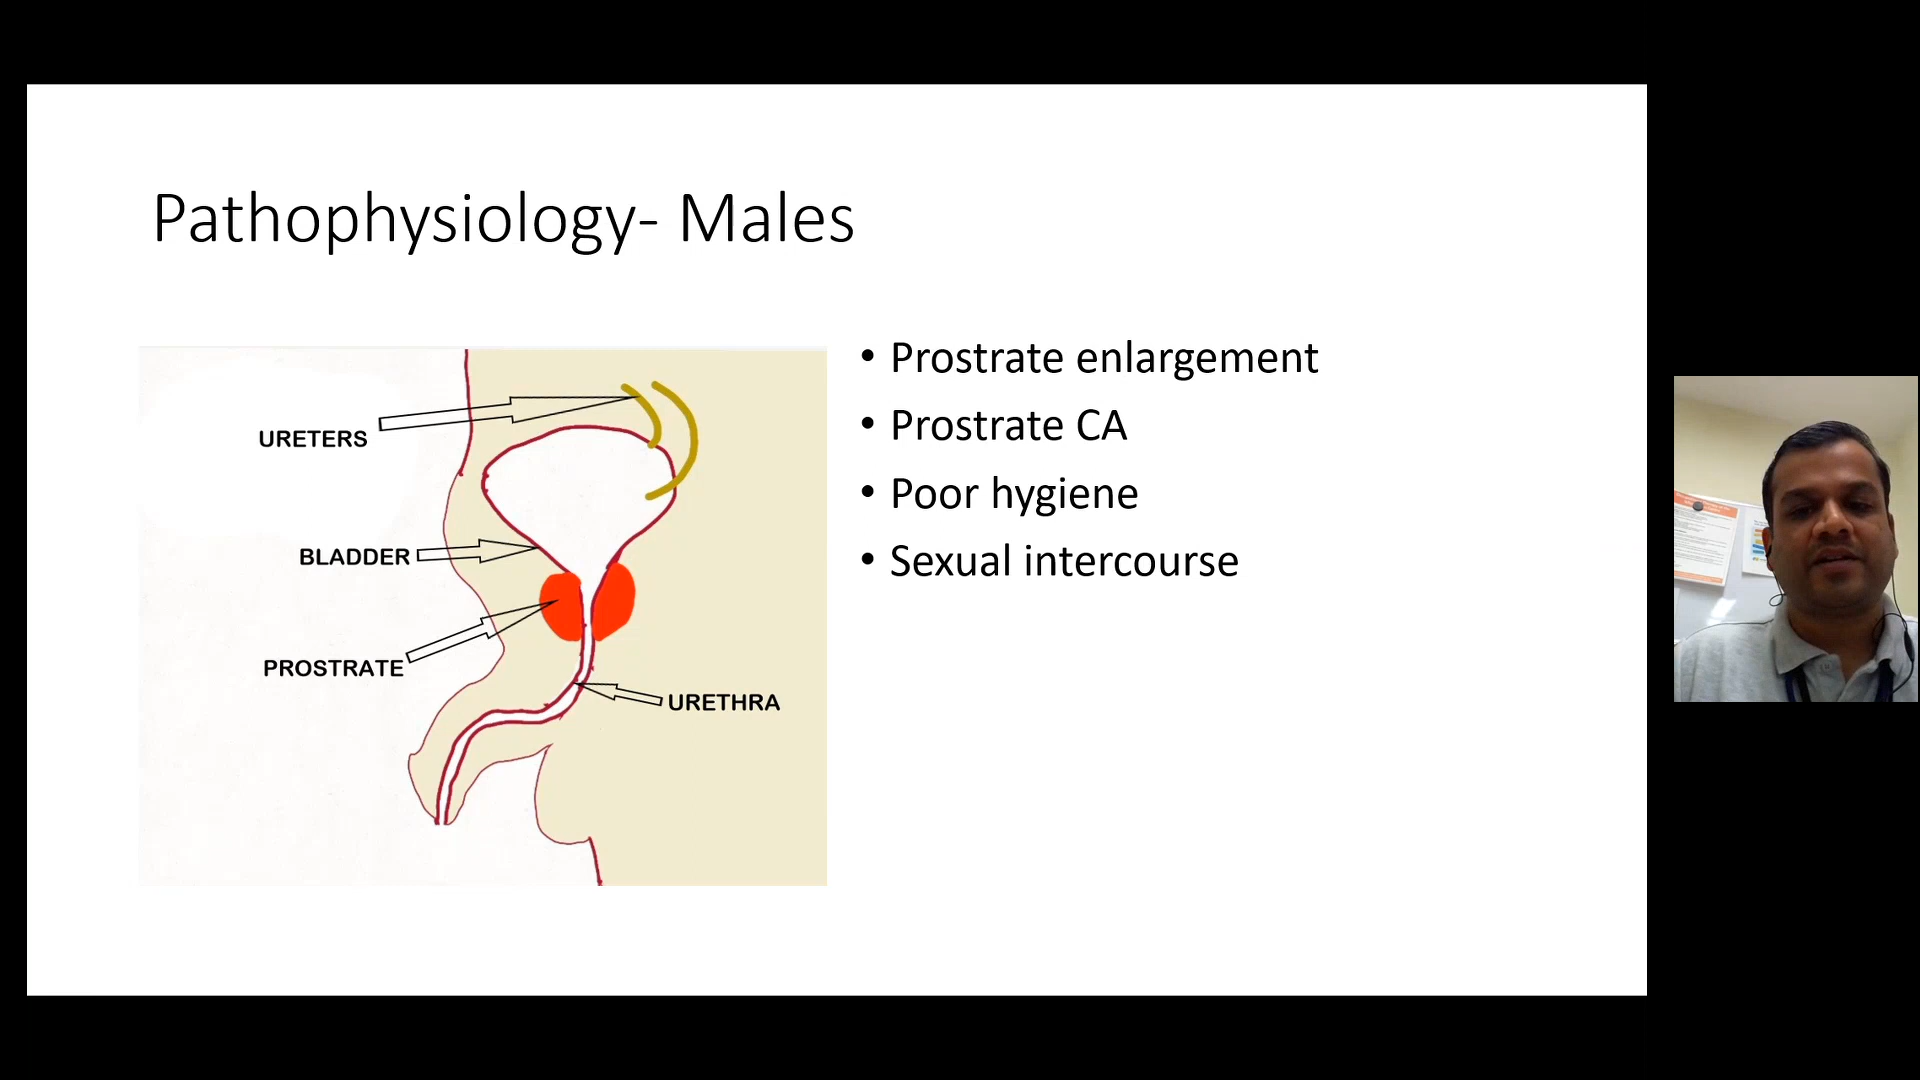 Pathophysiology- Males
• Prostrate enlargement
• Prostrate CA
• Poor hygiene
• Sexual intercourse
URETERS
BLADDER
PROSTRATE
URETHRA